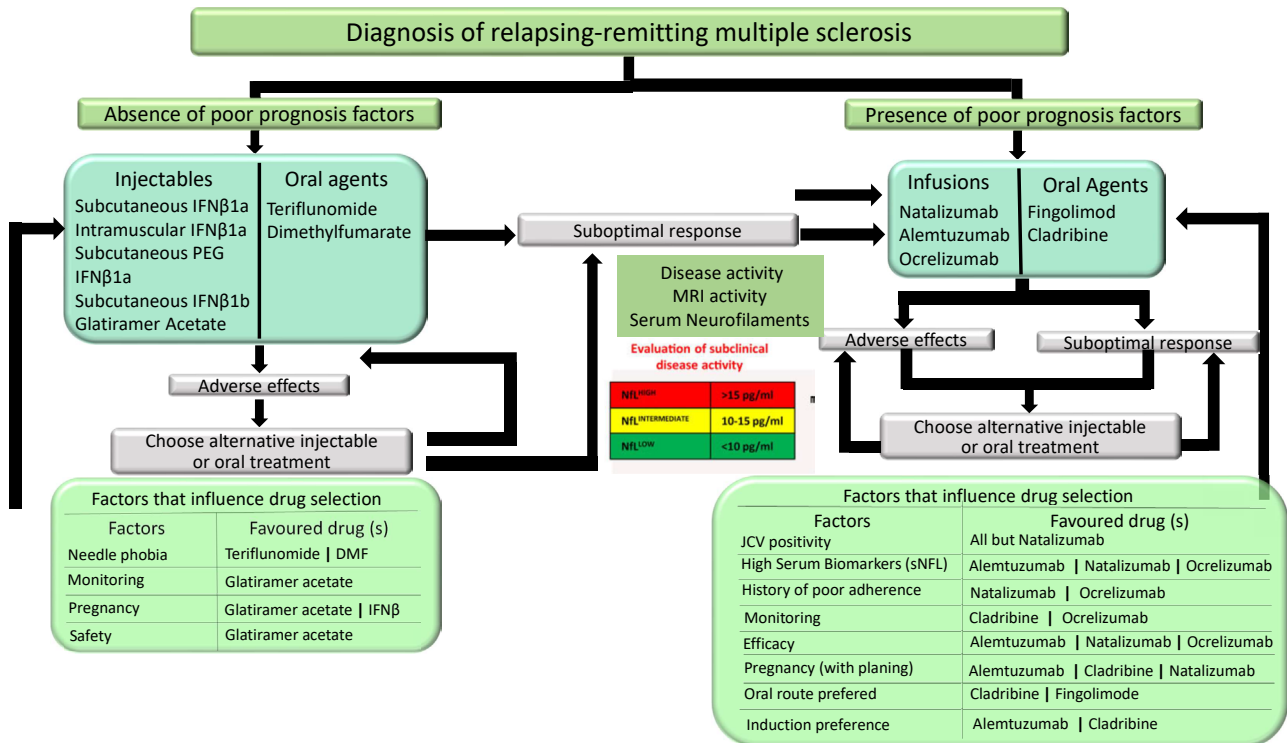 Diagnosis of relapsing-remitting multiple sclerosis
Absence of poor prognosis factors
Presence of poor prognosis factors
Injectables
Subcutaneous IFNβ1a
Intramuscular IFNβ1a
Subcutaneous PEG
IFNβ1a
Subcutaneous IFNβ1b
Glatiramer Acetate
Oral agents
Teriflunomide
Dimethylfumarate
Suboptimal response
Infusions
Natalizumab
Alemtuzumab
Ocrelizumab
Oral Agents
Fingolimod
Cladribine
Disease activity
MRI activity
Serum Neurofilaments
Evaluation of subclinical
disease activity
NfL HIGH >15 pg/ml
NfL INTERMEDIATE 10-15 pg/ml
NfL LOW <10 pg/ml
Adverse effects
Choose alternative injectable
or oral treatment
Adverse effects
Suboptimal response
Choose alternative injectable
or oral treatment
Factors that influence drug selection
Factors Favoured drug (s)
Needle phobia Teriflunomide | DMF
Monitoring Glatiramer acetate
Pregnancy Glatiramer acetate | IFNβ
Safety Glatiramer acetate
Factors that influence drug selection
Factors Favoured drug (s)
JCV positivity All but Natalizumab
High Serum Biomarkers (sNFL) Alemtuzumab | Natalizumab | Ocrelizumab
History of poor adherence Natalizumab | Ocrelizumab
Monitoring Cladribine | Ocrelizumab
Efficacy Alemtuzumab | Natalizumab | Ocrelizumab
Pregnancy (with planing) Alemtuzumab | Cladribine | Natalizumab
Oral route prefered Cladribine | Fingolimode
Induction preference Alemtuzumab | Cladribine